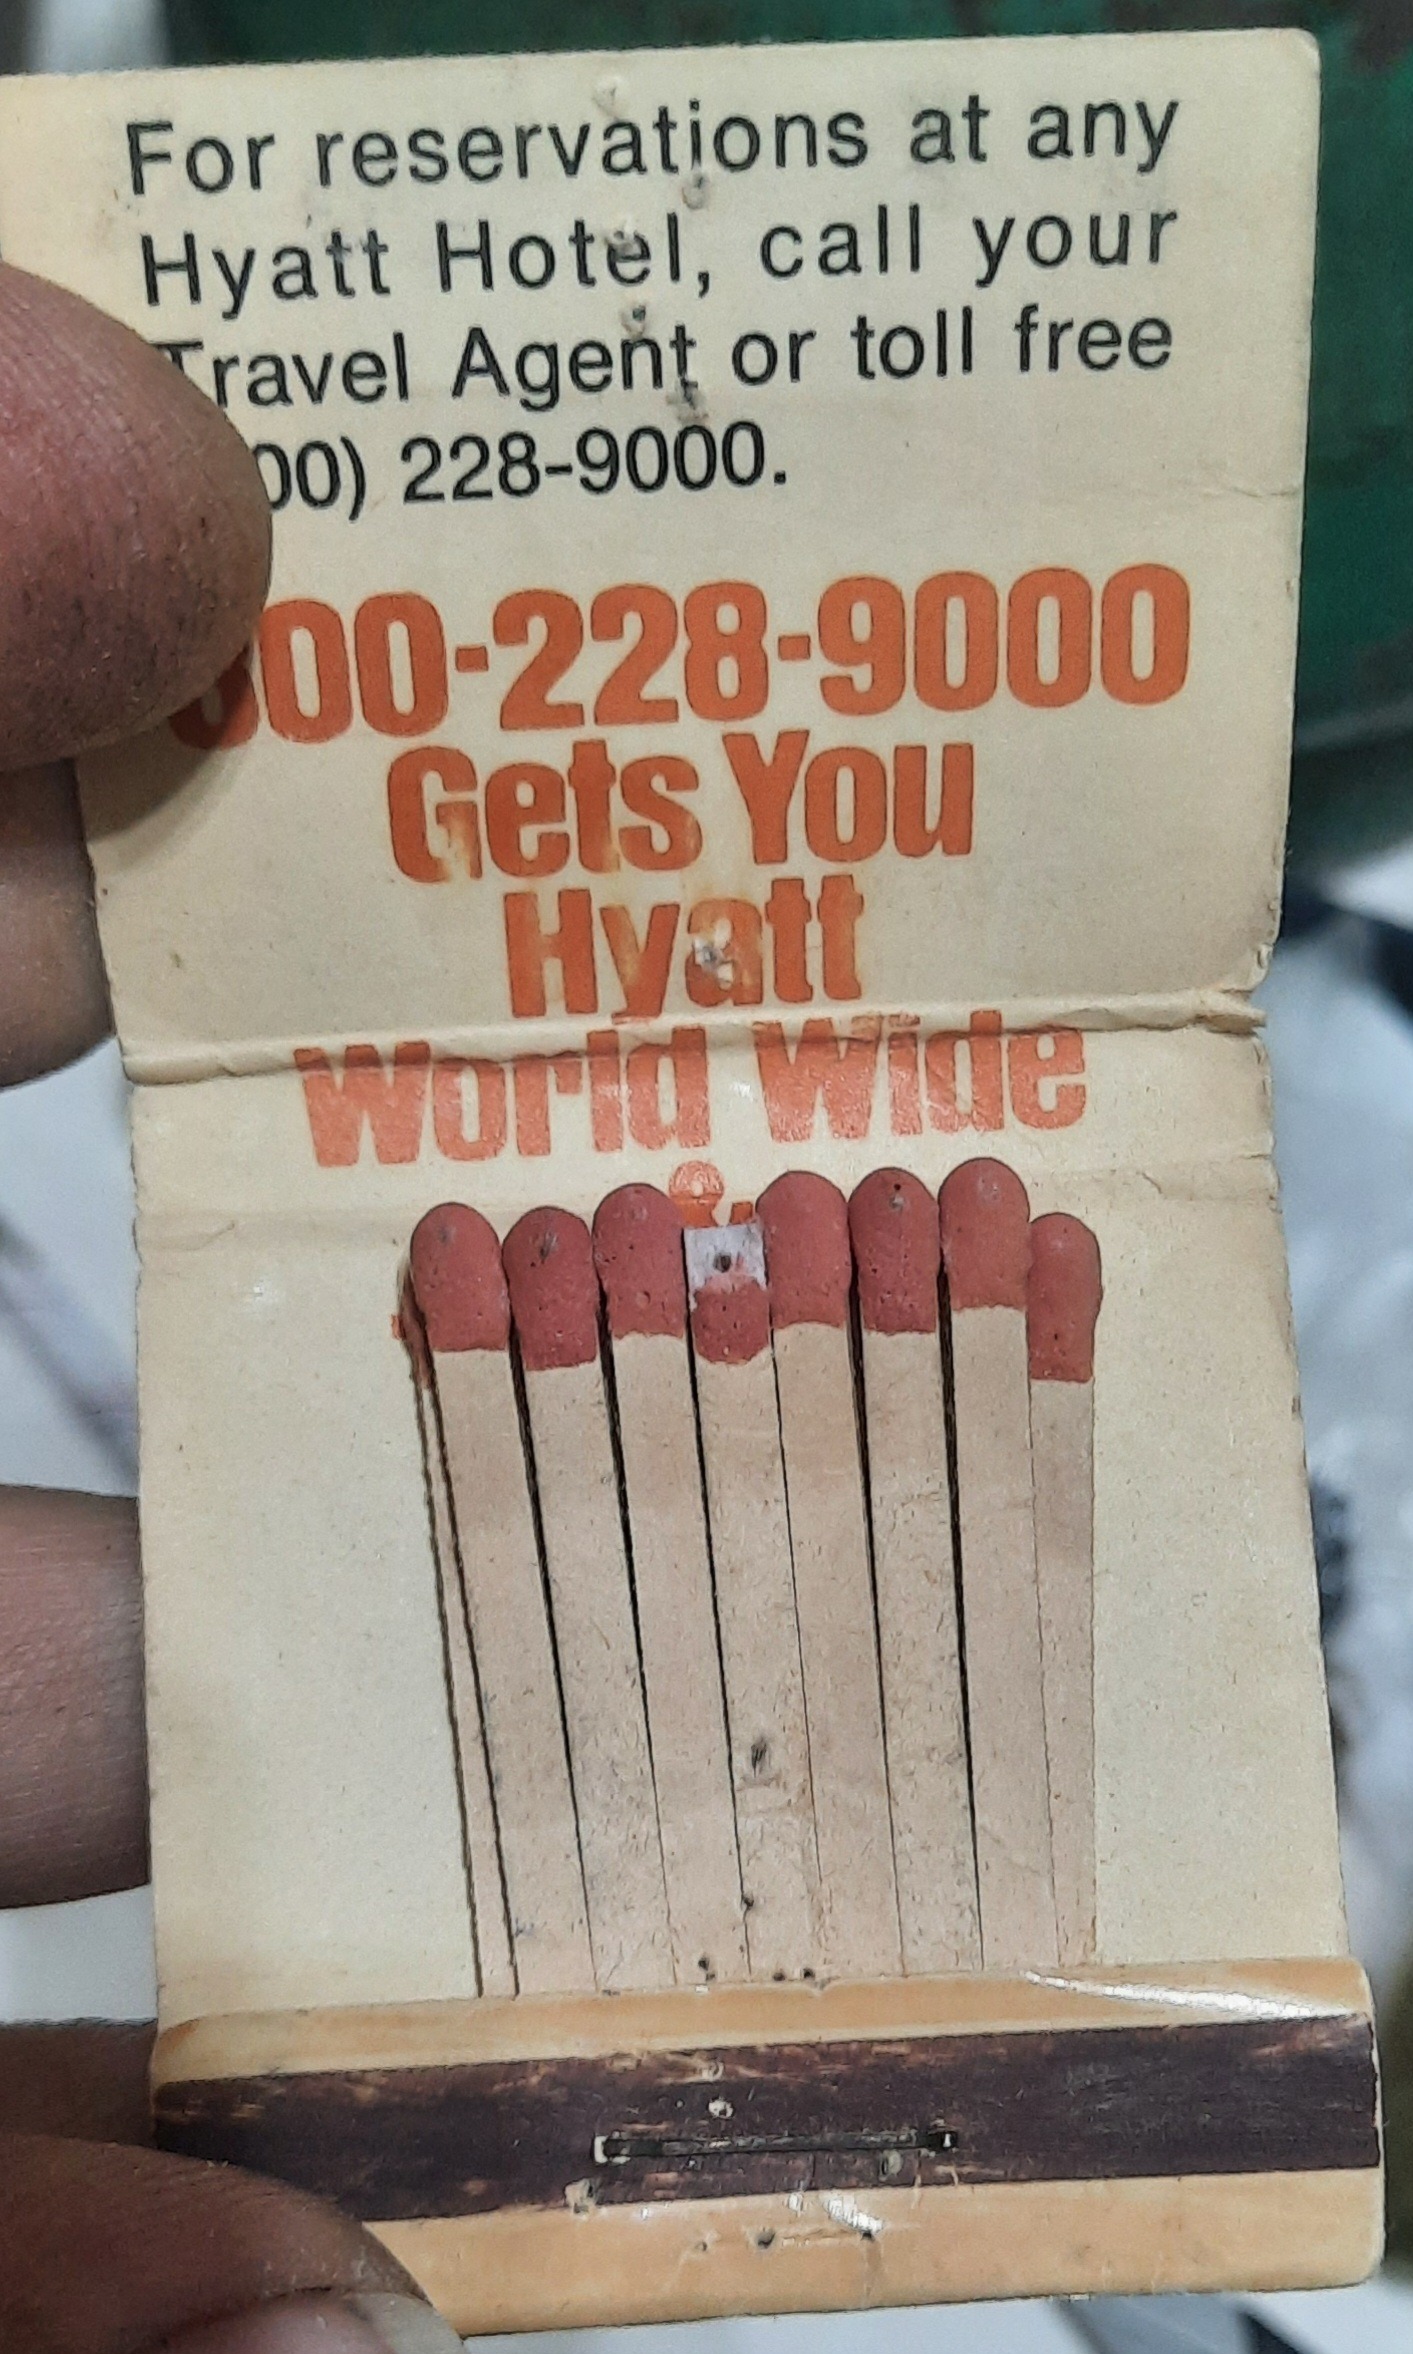 For reservations at any
Hyatt Hotel, call your
Travel Agent or toll free
00) 228-9000.
800-228-9000
Gets You
Hyatt
World Wide
&